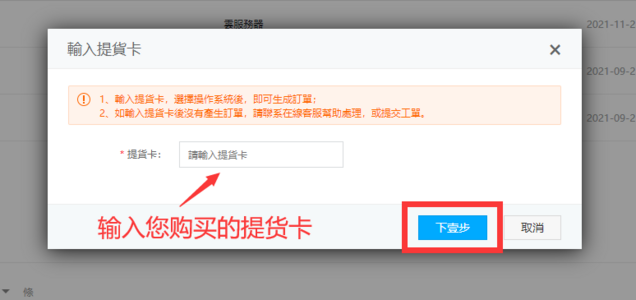 雲服務器
2021-11-2
輸入提貨卡
2021-09-2
1、輸入提貨卡，選擇操作系統後，即可生成訂單；
2、如輸入提貨卡後沒有產生訂單，請聯系在線客服幫助處理，或提交工單。
2021-09-2
* 提貨卡：
請輸入提貨卡
输入您购买的提货卡
下壹步
取消
條